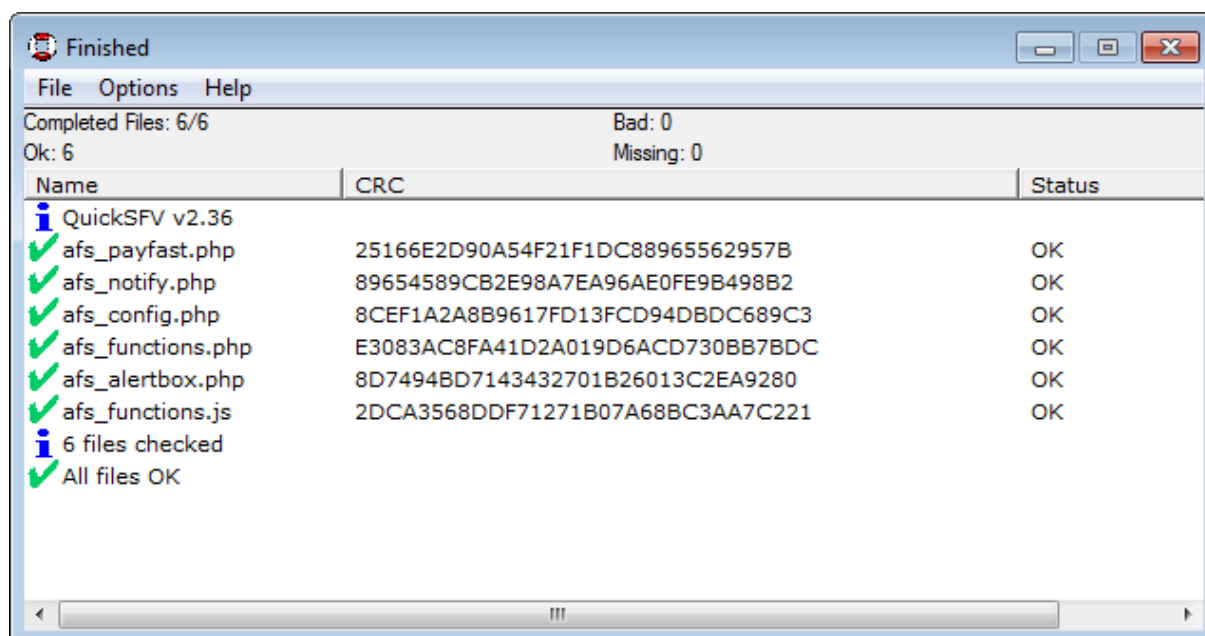 Finished
File Options Help
Completed Files: 6/6 Bad: 0
Ok: 6 Missing: 0
Name CRC Status
QuickSFV v2.36
afs_payfast.php 25166E2D90A54F21F1DC88965562957B OK
afs_notify.php 89654589CB2E98A7EA96AE0FE9B498B2 OK
afs_config.php 8CEF1A2A8B9617FD13FCD94DBDC689C3 OK
afs_functions.php E3083AC8FA41D2A019D6ACD730BB7BDC OK
afs_alertbox.php 8D7494BD7143432701B26013C2EA9280 OK
afs_functions.js 2DCA3568DDF71271B07A68BC3AA7C221 OK
6 files checked
All files OK